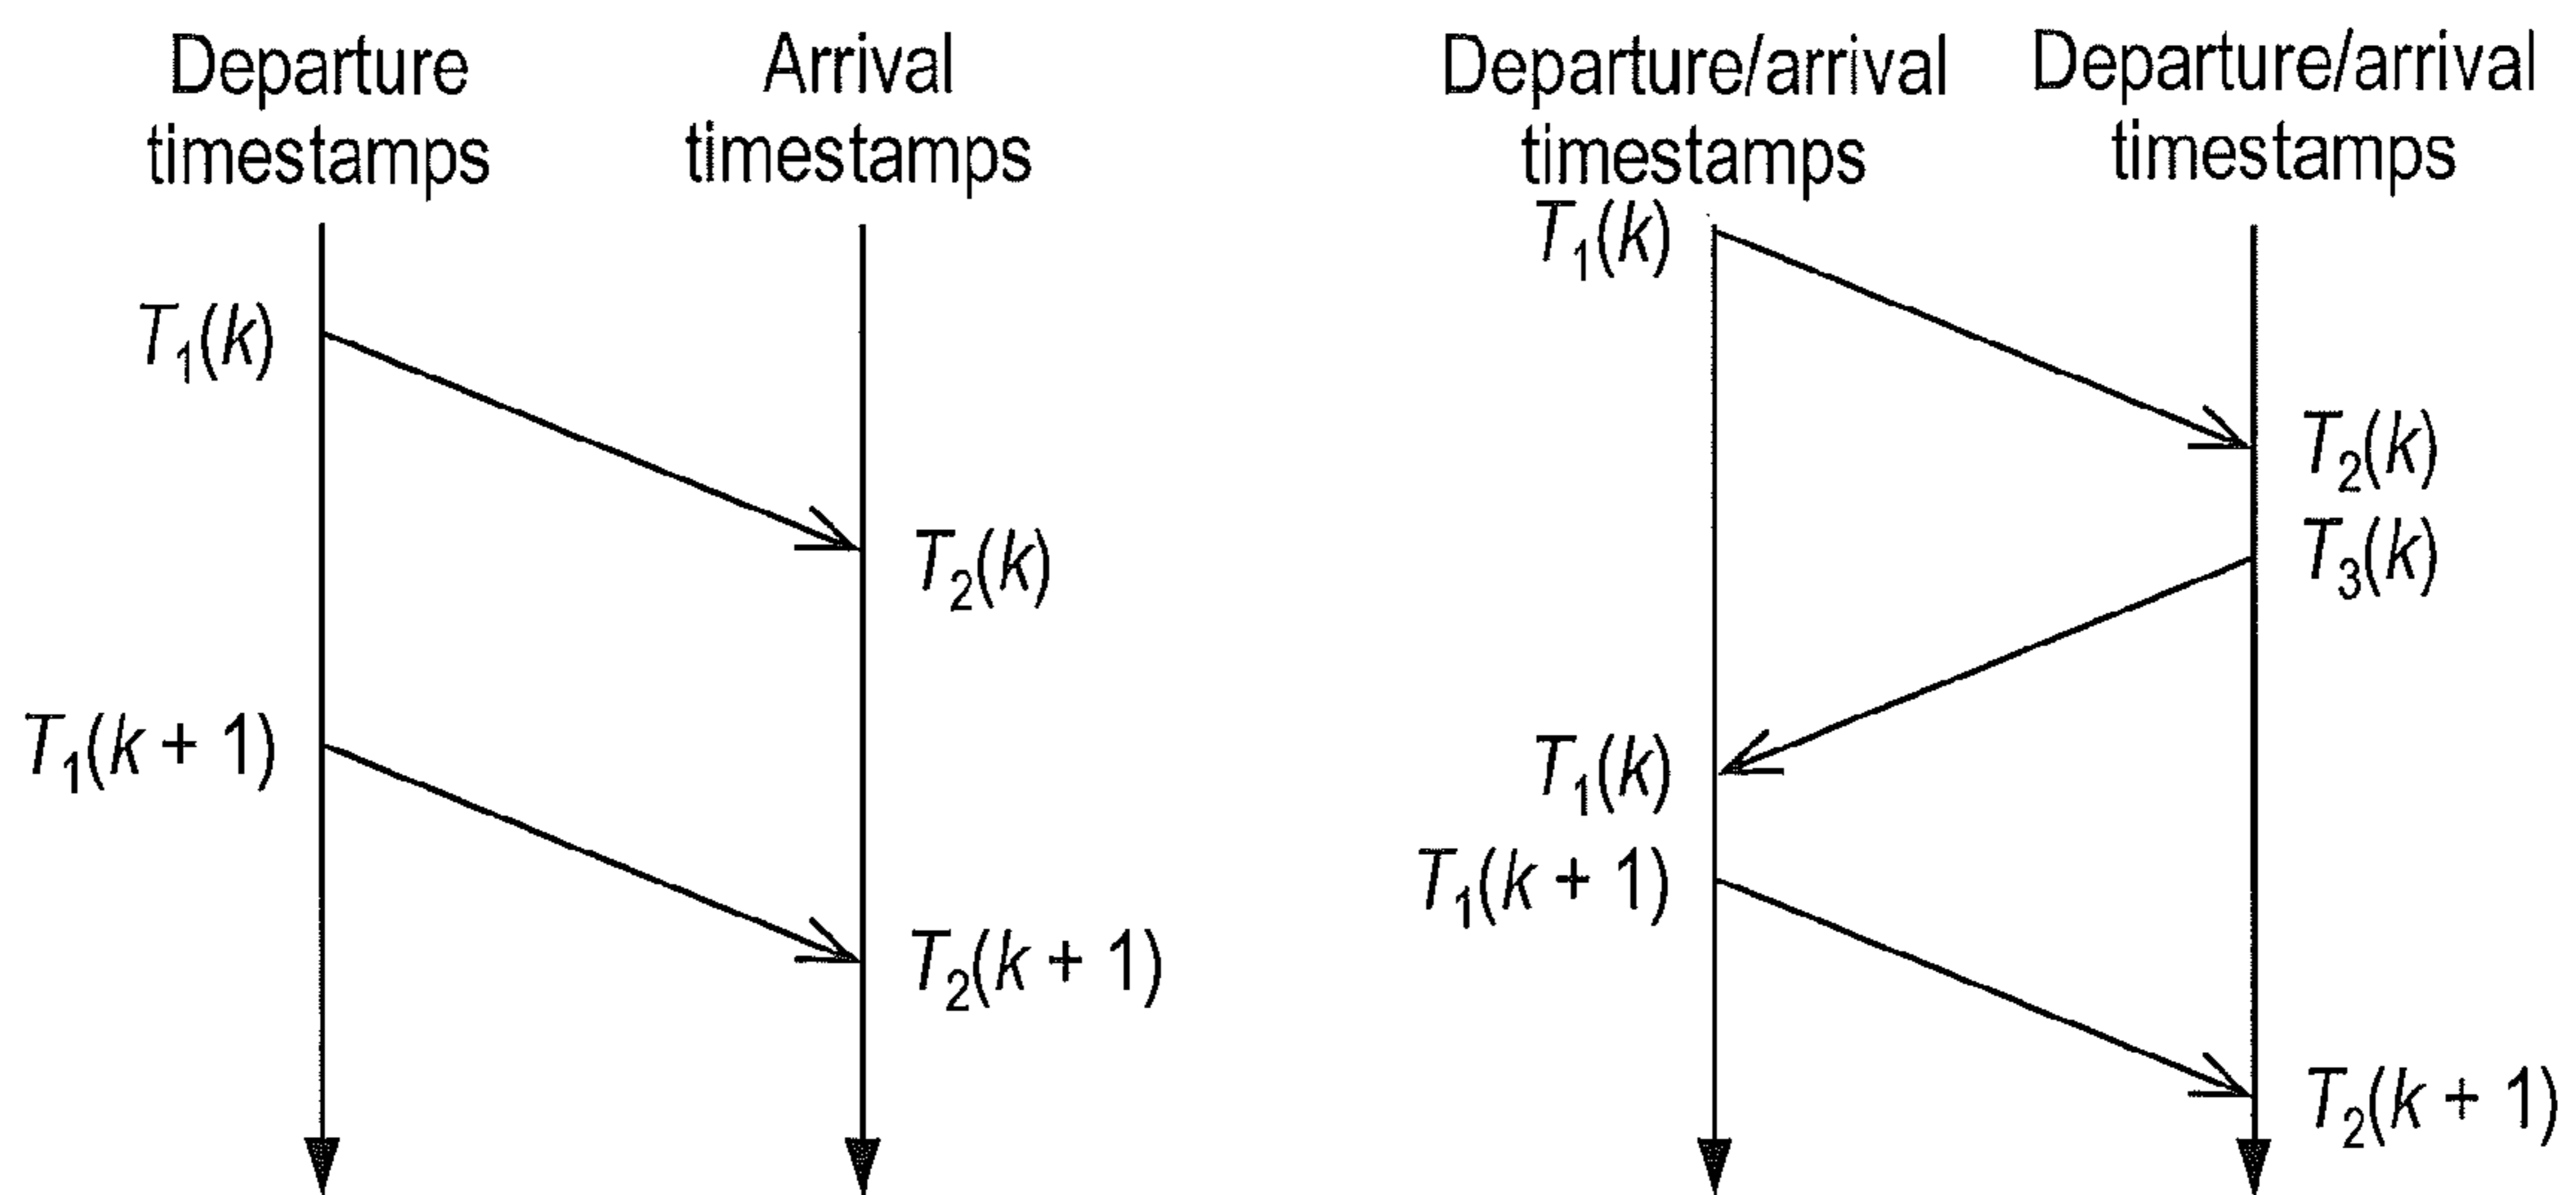 Departure
timestamps
Arrival
timestamps
T₁(k)
T₂(k)
T₁(k + 1)
T₂(k + 1)
Departure/arrival
timestamps
Departure/arrival
timestamps
T₁(k)
T₂(k)
T₃(k)
T₁(k)
T₁(k + 1)
T₂(k + 1)